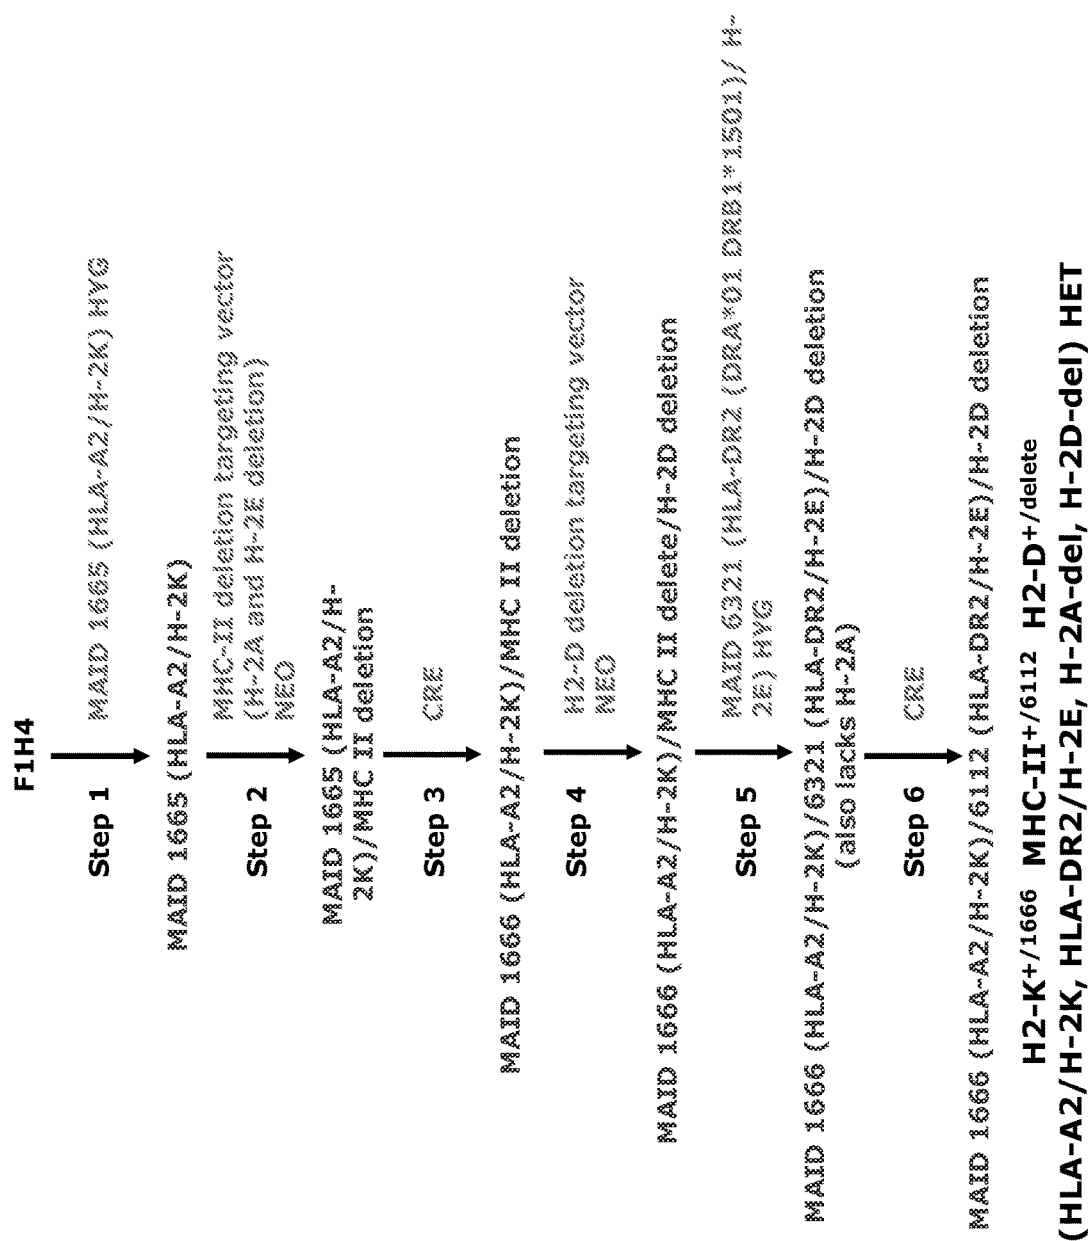 F1H4
Step 1
MAID 1665 (HLA-A2/H-2K) HYG
MAID 1665 (HLA-A2/H-2K)
Step 2
MHC-II deletion targeting vector
(H-2A and H-2E deletion)
NEO
MAID 1665 (HLA-A2/H-
2K)/MHC II deletion
Step 3
CRE
MAID 1666 (HLA-A2/H-2K)/MHC II deletion
Step 4
H2-D deletion targeting vector
NEO
MAID 1666 (HLA-A2/H-2K)/MHC II delete/H-2D deletion
Step 5
MAID 6321 (HLA-DR2 (DRA*01 DRB1*1501)/ H-
2E) HYG
MAID 1666 (HLA-A2/H-2K)/6321 (HLA-DR2/H-2E)/H-2D deletion
(also lacks H-2A)
Step 6
CRE
MAID 1666 (HLA-A2/H-2K)/6112 (HLA-DR2/H-2E)/H-2D deletion
H2-K+/1666 MHC-II+/6112 H2-D+/delete
(HLA-A2/H-2K, HLA-DR2/H-2E, H-2A-del, H-2D-del) HET